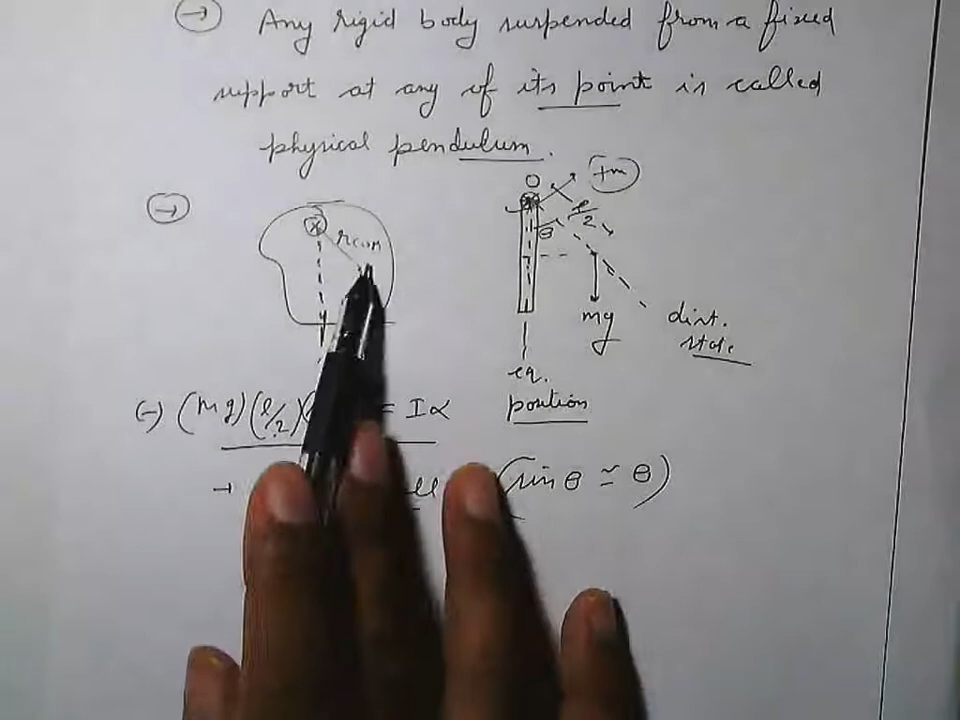 → Any rigid body suspended from a fixed
support at any of its point is called
physical pendulum.
→
x
rcom
O
+m
l/2
θ
mg
dist.
state
eq.
position
(-) (mg)(l/2)( = Iα
→
(sin θ ≃ θ)